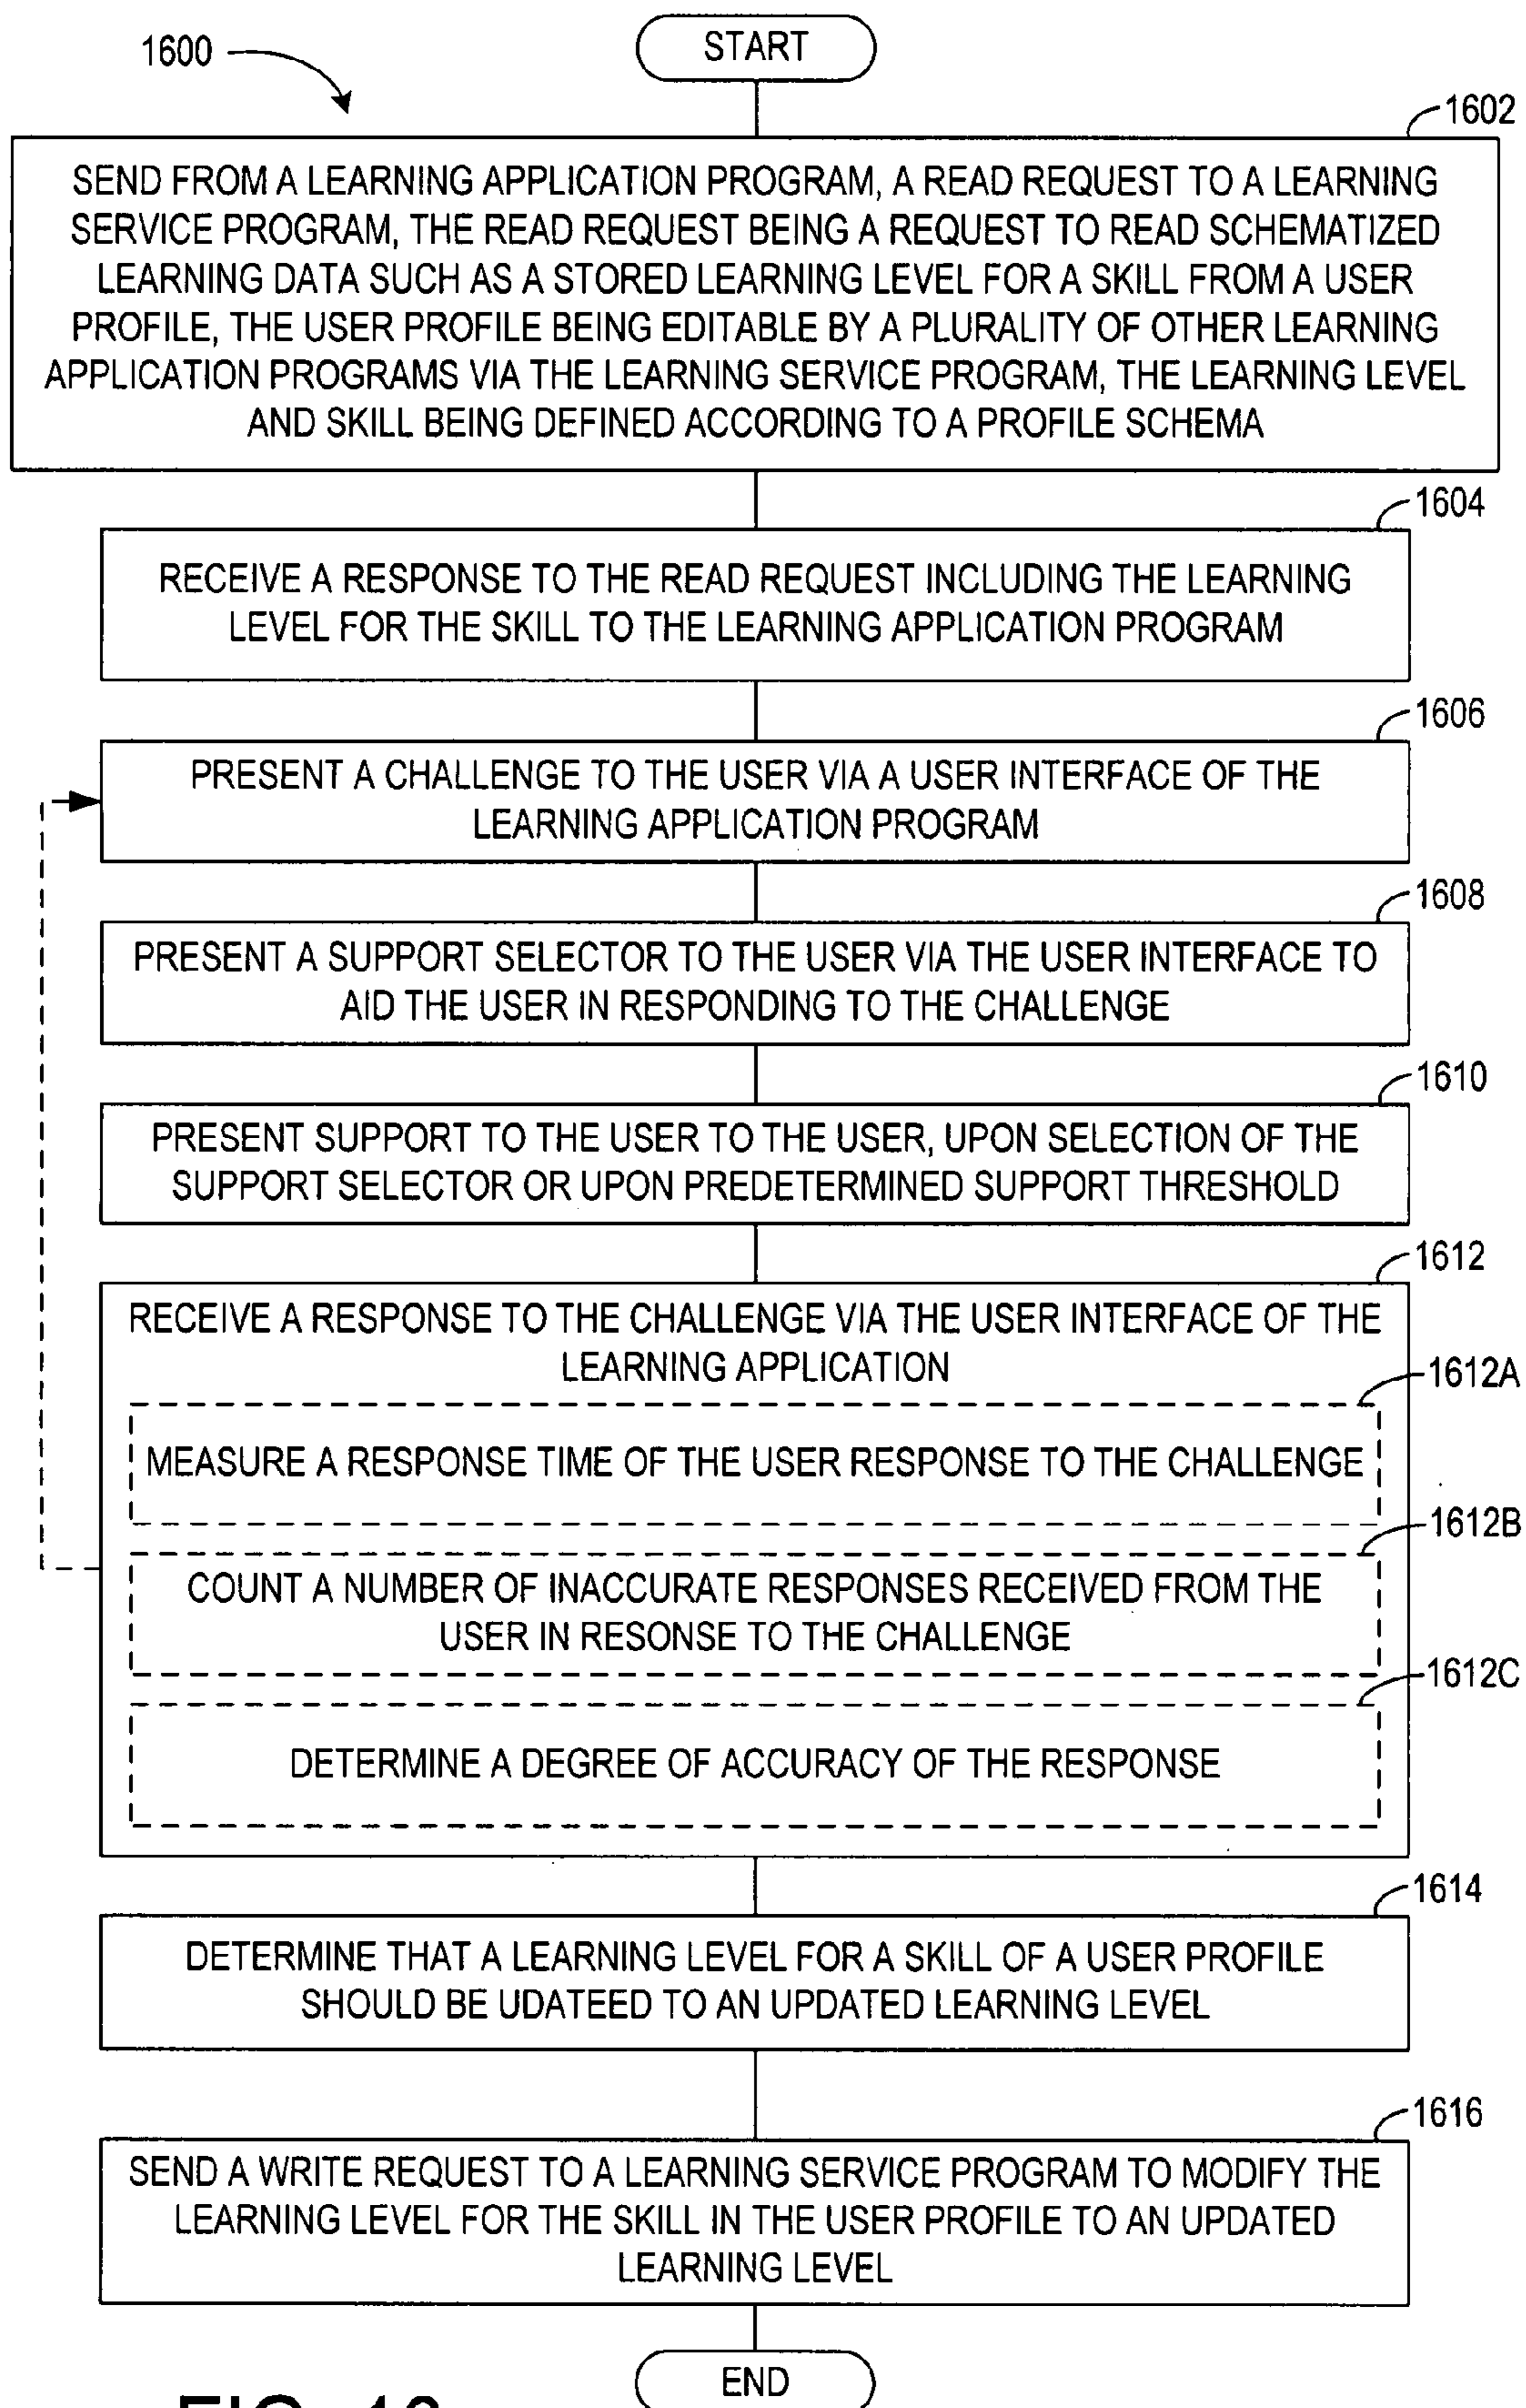 1600
START
1602
SEND FROM A LEARNING APPLICATION PROGRAM, A READ REQUEST TO A LEARNING
SERVICE PROGRAM, THE READ REQUEST BEING A REQUEST TO READ SCHEMATIZED
LEARNING DATA SUCH AS A STORED LEARNING LEVEL FOR A SKILL FROM A USER
PROFILE, THE USER PROFILE BEING EDITABLE BY A PLURALITY OF OTHER LEARNING
APPLICATION PROGRAMS VIA THE LEARNING SERVICE PROGRAM, THE LEARNING LEVEL
AND SKILL BEING DEFINED ACCORDING TO A PROFILE SCHEMA
1604
RECEIVE A RESPONSE TO THE READ REQUEST INCLUDING THE LEARNING
LEVEL FOR THE SKILL TO THE LEARNING APPLICATION PROGRAM
1606
PRESENT A CHALLENGE TO THE USER VIA A USER INTERFACE OF THE
LEARNING APPLICATION PROGRAM
1608
PRESENT A SUPPORT SELECTOR TO THE USER VIA THE USER INTERFACE TO
AID THE USER IN RESPONDING TO THE CHALLENGE
1610
PRESENT SUPPORT TO THE USER TO THE USER, UPON SELECTION OF THE
SUPPORT SELECTOR OR UPON PREDETERMINED SUPPORT THRESHOLD
1612
RECEIVE A RESPONSE TO THE CHALLENGE VIA THE USER INTERFACE OF THE
LEARNING APPLICATION
1612A
MEASURE A RESPONSE TIME OF THE USER RESPONSE TO THE CHALLENGE
1612B
COUNT A NUMBER OF INACCURATE RESPONSES RECEIVED FROM THE
USER IN RESONSE TO THE CHALLENGE
1612C
DETERMINE A DEGREE OF ACCURACY OF THE RESPONSE
1614
DETERMINE THAT A LEARNING LEVEL FOR A SKILL OF A USER PROFILE
SHOULD BE UDATEED TO AN UPDATED LEARNING LEVEL
1616
SEND A WRITE REQUEST TO A LEARNING SERVICE PROGRAM TO MODIFY THE
LEARNING LEVEL FOR THE SKILL IN THE USER PROFILE TO AN UPDATED
LEARNING LEVEL
END